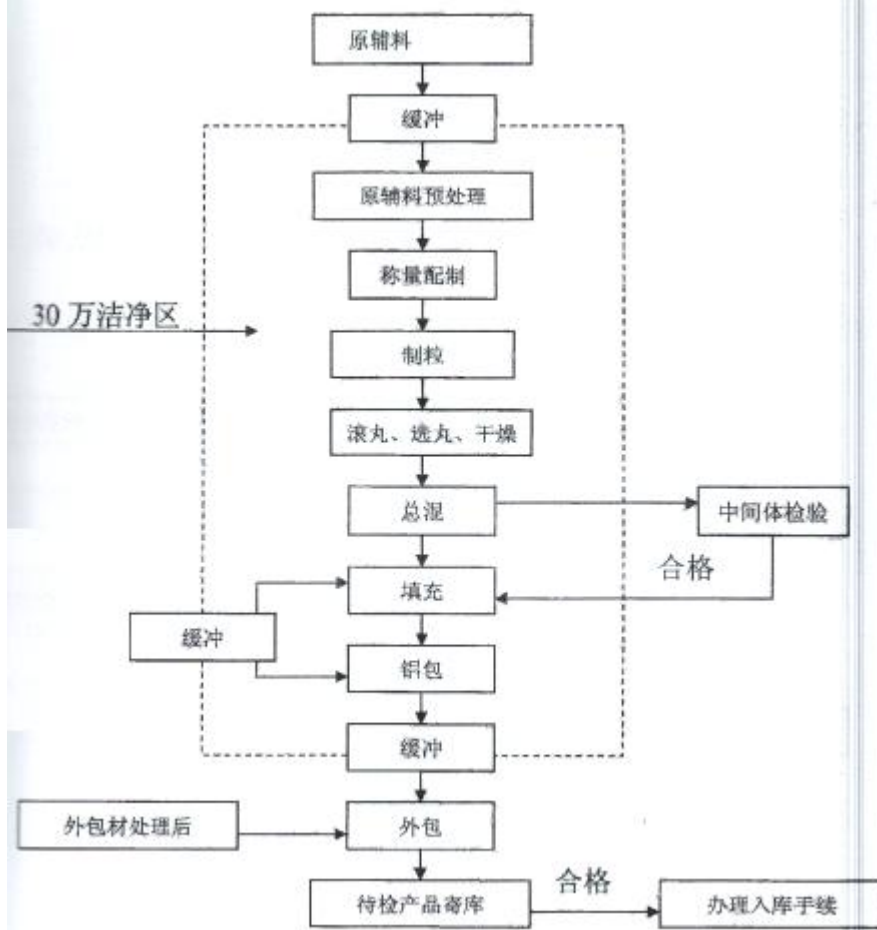 原辅料
缓冲
原辅料预处理
称量配制
30 万洁净区
制粒
滚丸、选丸、干燥
总混
中间体检验
合格
填充
缓冲
铝包
缓冲
外包材处理后
外包
合格
待检产品寄库
办理入库手续